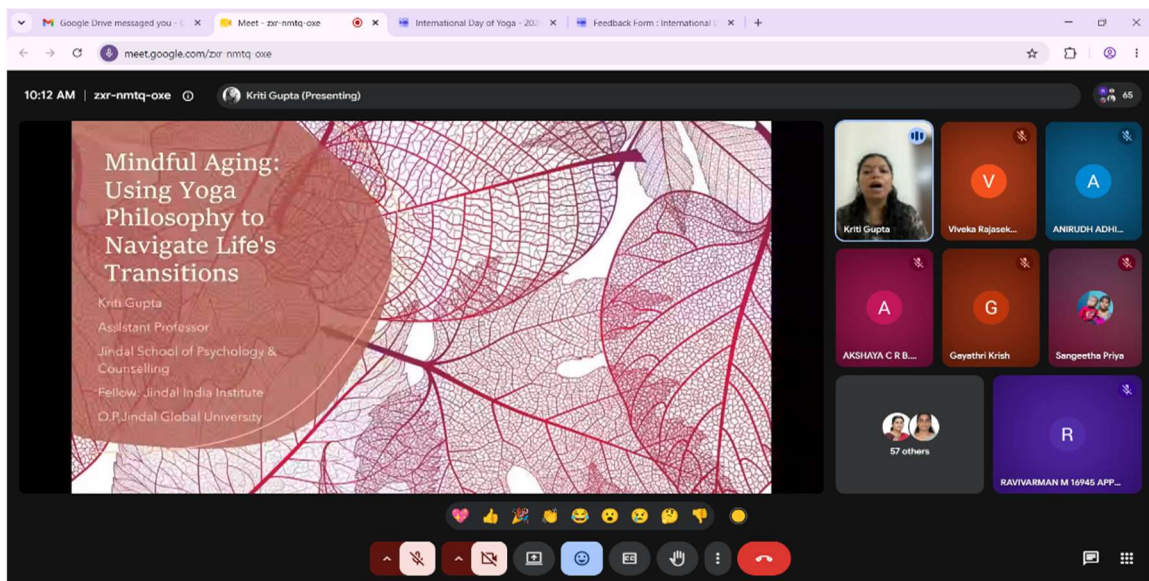 Google Drive messaged you - 
Meet - zxr-nmtq-oxe
International Day of Yoga - 202
Feedback Form : International D
meet.google.com/zxr-nmtq-oxe
10:12 AM | zxr-nmtq-oxe
Kriti Gupta (Presenting)
65
Mindful Aging:
Using Yoga
Philosophy to
Navigate Life's
Transitions
Kriti Gupta
Assistant Professor
Jindal School of Psychology &
Counselling
Fellow: Jindal India Institute
O.P.Jindal Global University
Kriti Gupta
V
Viveka Rajasek...
A
ANIRUDH ADHI...
A
AKSHAYA C R B....
G
Gayathri Krish
Sangeetha Priya
57 others
R
RAVIVARMAN M 16945 APP...